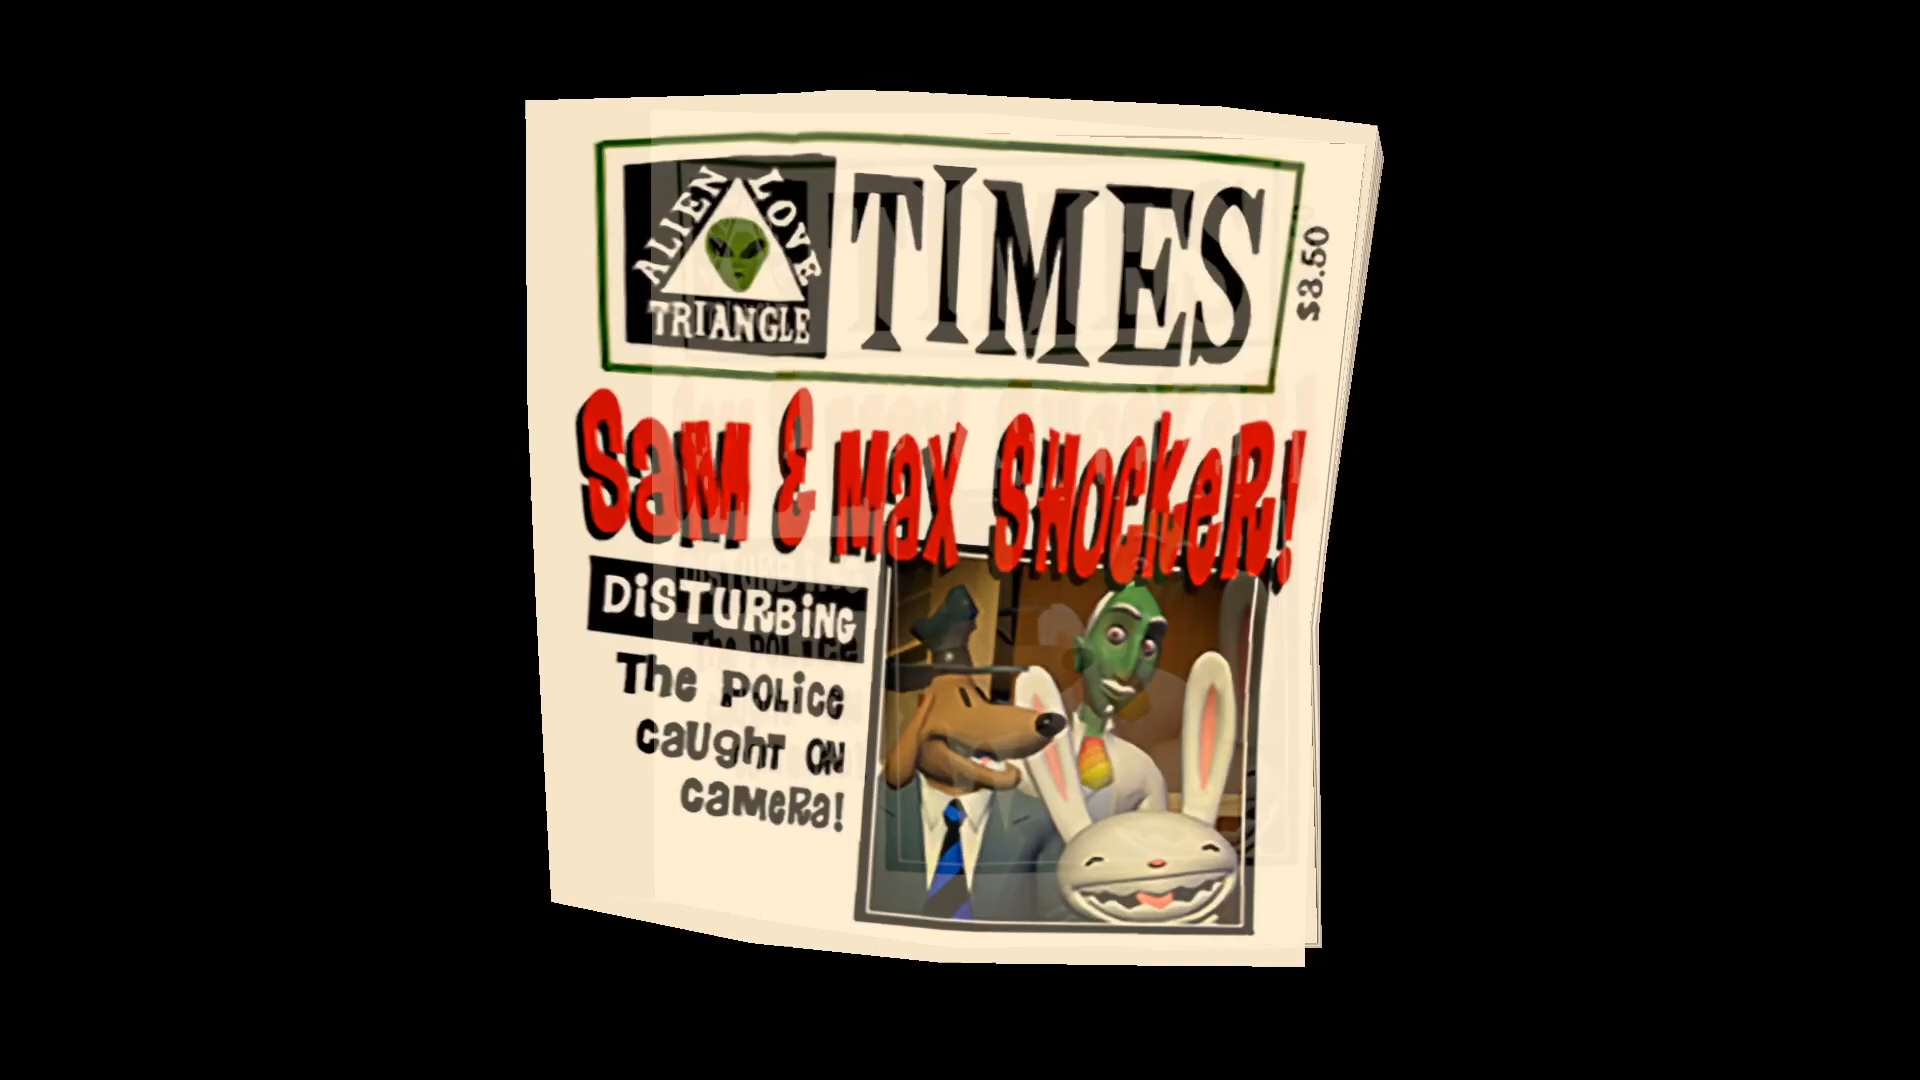 ALIEN LOVE
TRIANGLE
TIMES
$3.50
Sam & Max Shocker!
DiSTURBiNG
The Police
caught on
camera!